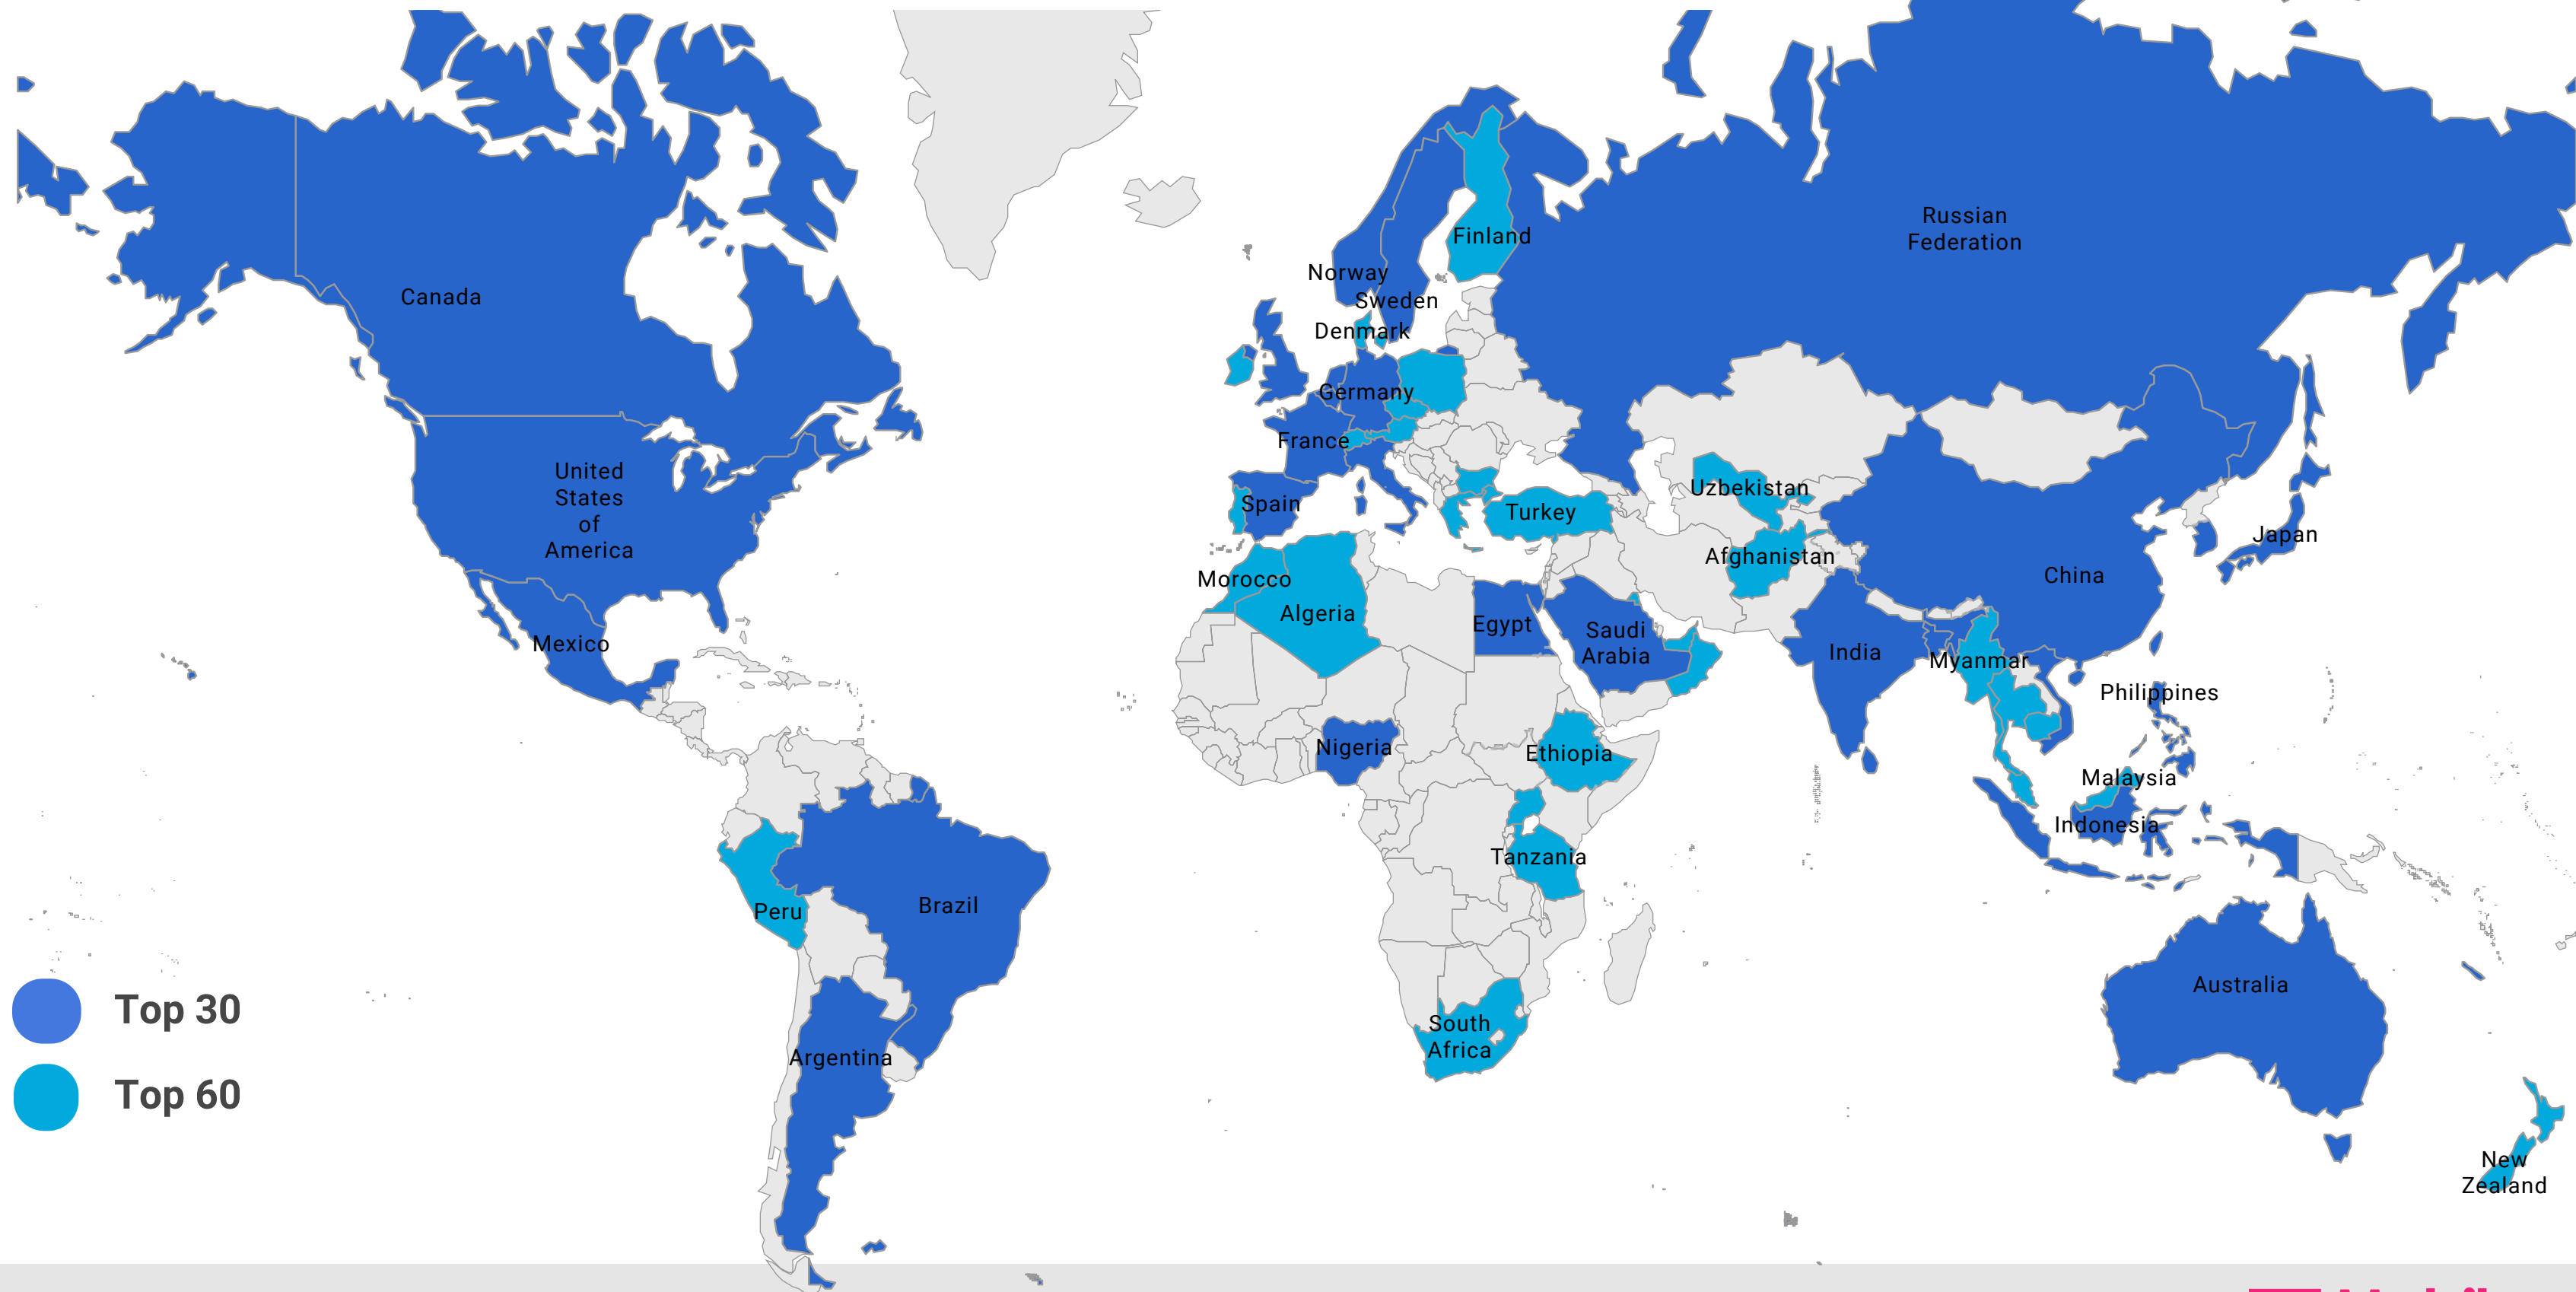 Canada
United
States
of
America
Mexico
Peru
Brazil
Argentina
Norway
Sweden
Finland
Denmark
Germany
France
Spain
Russian
Federation
Turkey
Uzbekistan
Afghanistan
Morocco
Algeria
Egypt
Saudi
Arabia
Nigeria
Ethiopia
Tanzania
South
Africa
India
China
Japan
Myanmar
Philippines
Malaysia
Indonesia
Australia
New
Zealand
Top 30
Top 60